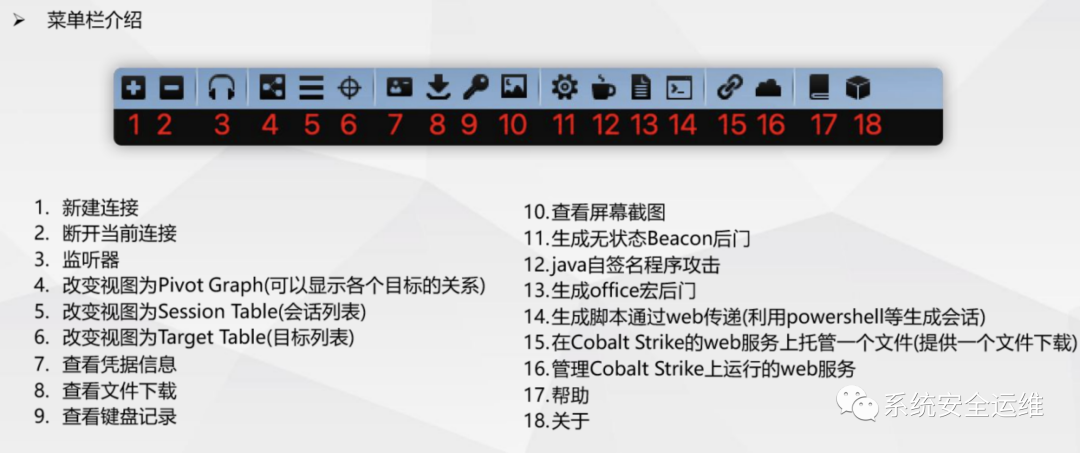 菜单栏介绍
1 2 3 4 5 6 7 8 9 10 11 12 13 14 15 16 17 18
1. 新建连接
2. 断开当前连接
3. 监听器
4. 改变视图为Pivot Graph(可以显示各个目标的关系)
5. 改变视图为Session Table(会话列表)
6. 改变视图为Target Table(目标列表)
7. 查看凭据信息
8. 查看文件下载
9. 查看键盘记录
10.查看屏幕截图
11.生成无状态Beacon后门
12.java自签名程序攻击
13.生成office宏后门
14.生成脚本通过web传递(利用powershell等生成会话)
15.在Cobalt Strike的web服务上托管一个文件(提供一个文件下载)
16.管理Cobalt Strike上运行的web服务
17.帮助
18.关于
系统安全运维